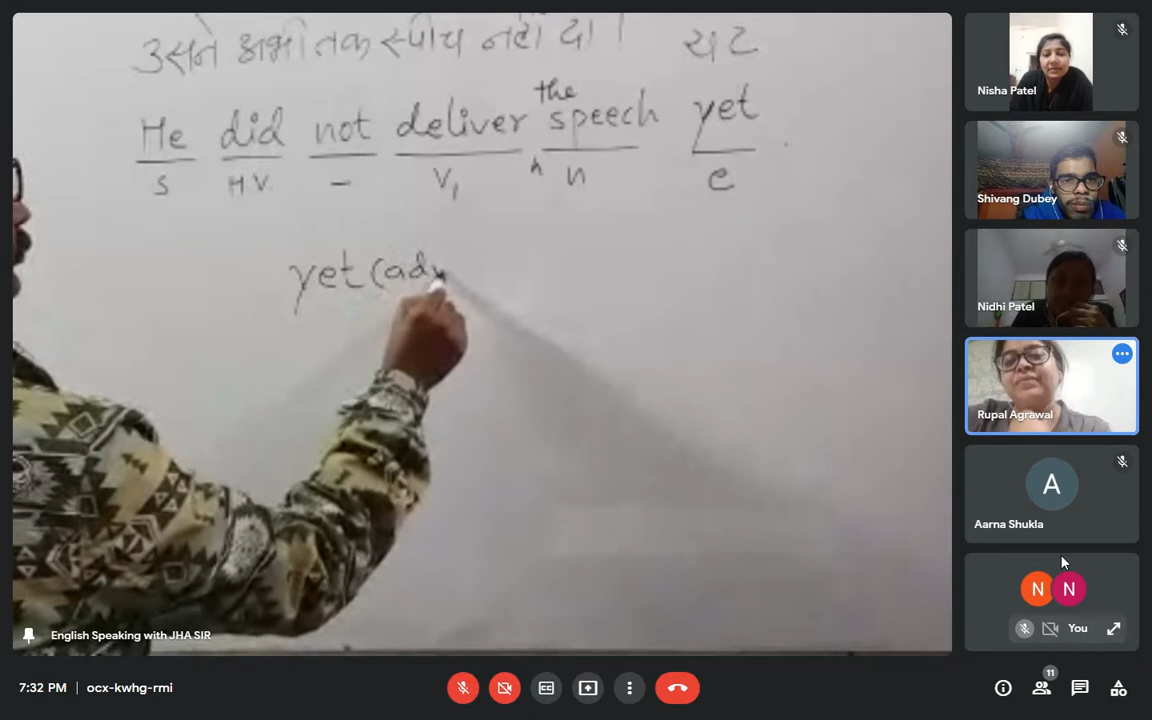 उसने अभी तक स्पीच नहीं दी। यट
the
He did not deliver speech yet.
S H.V. – V₁ n n e
yet (adv
Nisha Patel
Shivang Dubey
Nidhi Patel
Rupal Agrawal
A
Aarna Shukla
N N
You
English Speaking with JHA SIR
7:32 PM | ocx-kwhg-rmi
11